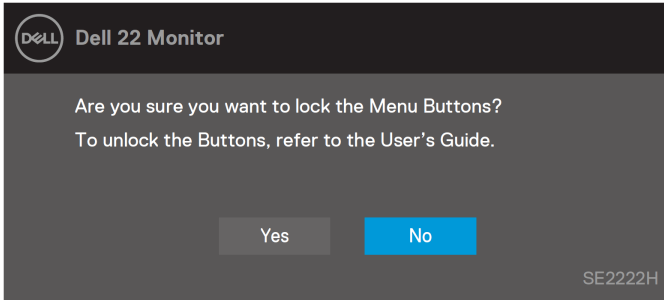 DELL
Dell 22 Monitor
Are you sure you want to lock the Menu Buttons?
To unlock the Buttons, refer to the User’s Guide.
Yes No
SE2222H